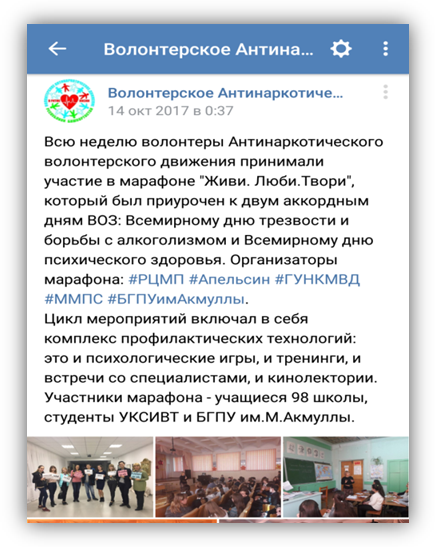 Волонтерское Антина...
Волонтерское Антинаркотиче...
14 окт 2017 в 0:37
Всю неделю волонтеры Антинаркотического
волонтерского движения принимали
участие в марафоне "Живи. Люби.Твори",
который был приурочен к двум аккордным
дням ВОЗ: Всемирному дню трезвости и
борьбы с алкоголизмом и Всемирному дню
психического здоровья. Организаторы
марафона: #РЦМП #Апельсин #ГУНКМВД
#ММПС #БГПУимАкмуллы.
Цикл мероприятий включал в себя
комплекс профилактических технологий:
это и психологические игры, и тренинги, и
встречи со специалистами, и кинолектории.
Участники марафона - учащиеся 98 школы,
студенты УКСИВТ и БГПУ им.М.Акмуллы.